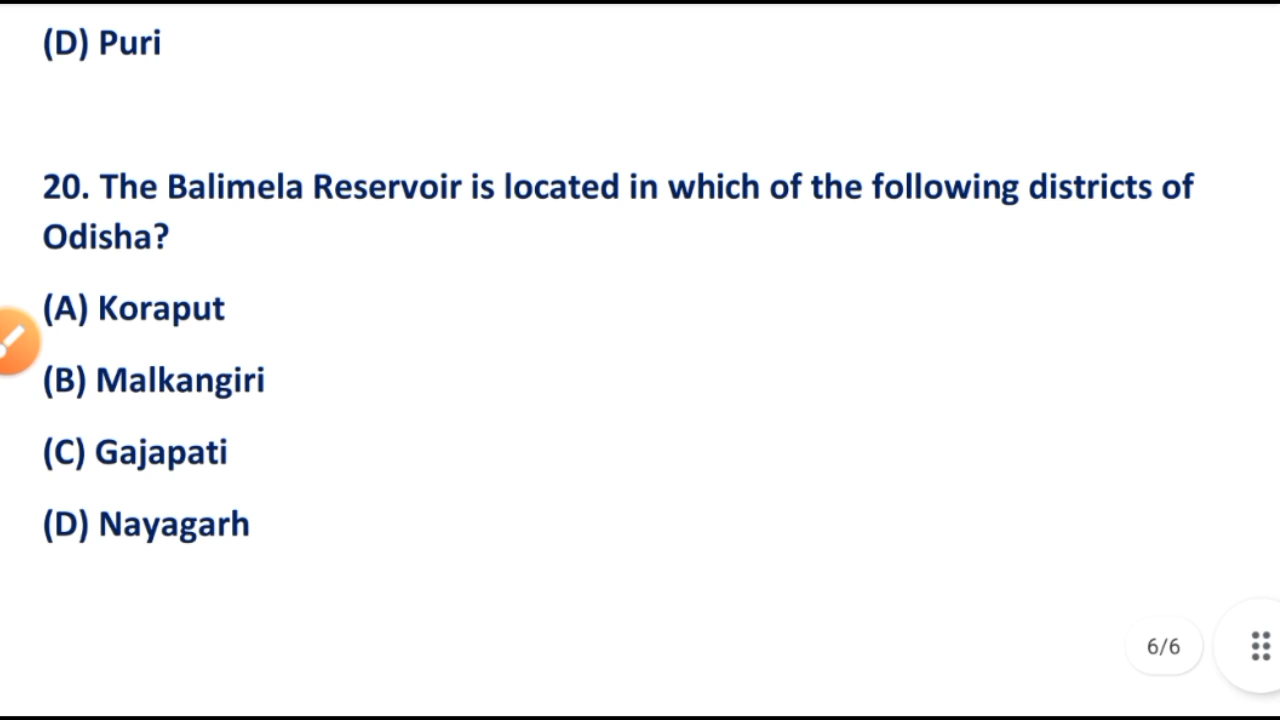 (D) Puri
20. The Balimela Reservoir is located in which of the following districts of
Odisha?
(A) Koraput
(B) Malkangiri
(C) Gajapati
(D) Nayagarh
6/6